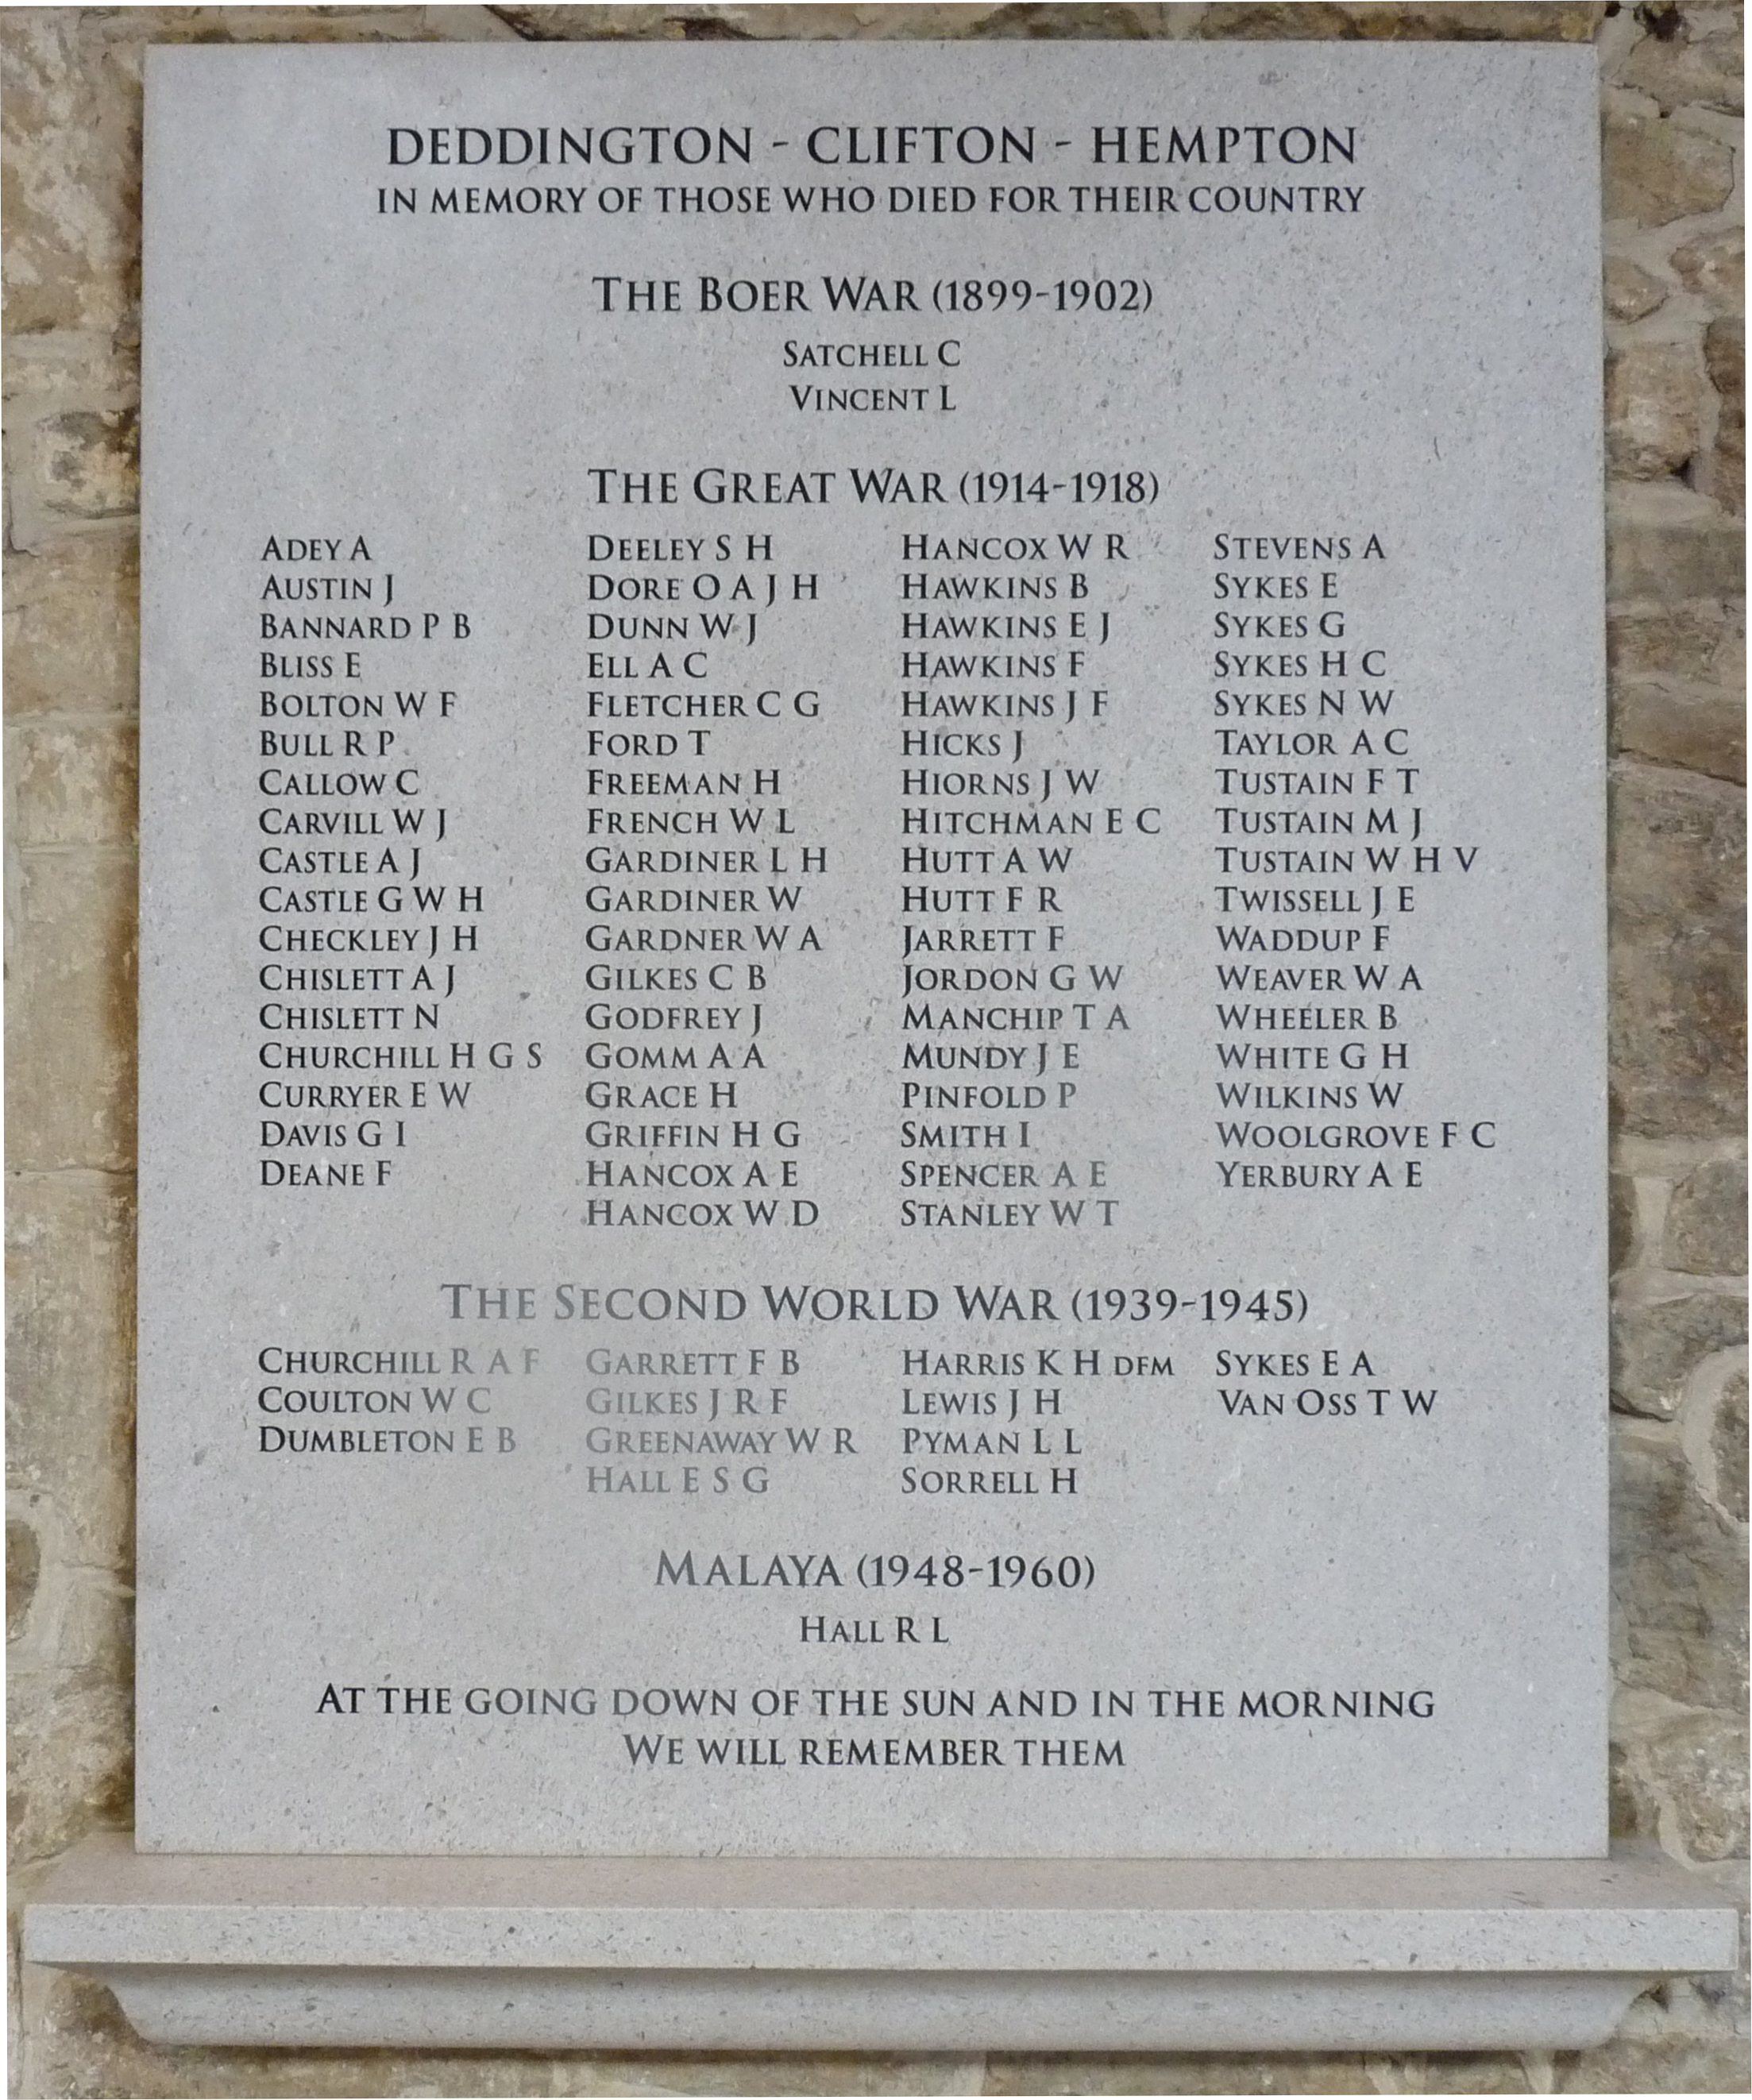 DEDDINGTON - CLIFTON - HEMPTON
IN MEMORY OF THOSE WHO DIED FOR THEIR COUNTRY
THE BOER WAR (1899-1902)
SATCHELL C
VINCENT L
THE GREAT WAR (1914-1918)
ADEY A
AUSTIN J
BANNARD P B
BLISS E
BOLTON W F
BULL R P
CALLOW C
CARVILL W J
CASTLE A J
CASTLE G W H
CHECKLEY J H
CHISLETT A J
CHISLETT N
CHURCHILL H G S
CURRYER E W
DAVIS G I
DEANE F
DEELEY S H
DORE O A J H
DUNN W J
ELL A C
FLETCHER C G
FORD T
FREEMAN H
FRENCH W L
GARDINER L H
GARDINER W
GARDNER W A
GILKES C B
GODFREY J
GOMM A A
GRACE H
GRIFFIN H G
HANCOX A E
HANCOX W D
HANCOX W R
HAWKINS B
HAWKINS E J
HAWKINS F
HAWKINS J F
HICKS J
HIORNS J W
HITCHMAN E C
HUTT A W
HUTT F R
JARRETT F
JORDON G W
MANCHIP T A
MUNDY J E
PINFOLD P
SMITH I
SPENCER A E
STANLEY W T
STEVENS A
SYKES E
SYKES G
SYKES H C
SYKES N W
TAYLOR A C
TUSTAIN F T
TUSTAIN M J
TUSTAIN W H V
TWISSELL J E
WADDUP F
WEAVER W A
WHEELER B
WHITE G H
WILKINS W
WOOLGROVE F C
YERBURY A E
THE SECOND WORLD WAR (1939-1945)
CHURCHILL R A F
COULTON W C
DUMBLETON E B
GARRETT F B
GILKES J R F
GREENAWAY W R
HALL E S G
HARRIS K H DFM
LEWIS J H
PYMAN L L
SORRELL H
SYKES E A
VAN OSS T W
MALAYA (1948-1960)
HALL R L
AT THE GOING DOWN OF THE SUN AND IN THE MORNING
WE WILL REMEMBER THEM